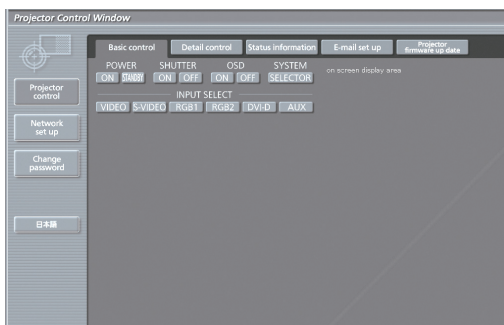 Projector Control Window
Basic control
Detail control
Status information
E-mail set up
Projector
firmware up date
POWER SHUTTER OSD SYSTEM
ON STANDBY ON OFF ON OFF SELECTOR
on screen display area
INPUT SELECT
VIDEO S-VIDEO RGB1 RGB2 DVI-D AUX
Projector
control
Network
set up
Change
password
日本語